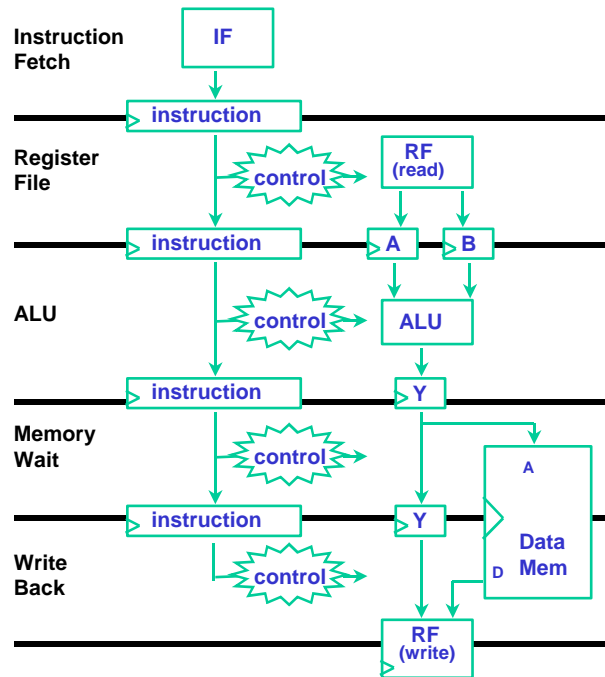 Instruction
Fetch
IF
instruction
Register
File
control
RF
(read)
instruction
A
B
ALU
control
ALU
instruction
Y
Memory
Wait
control
A
instruction
Y
Data
Mem
Write
Back
control
D
RF
(write)